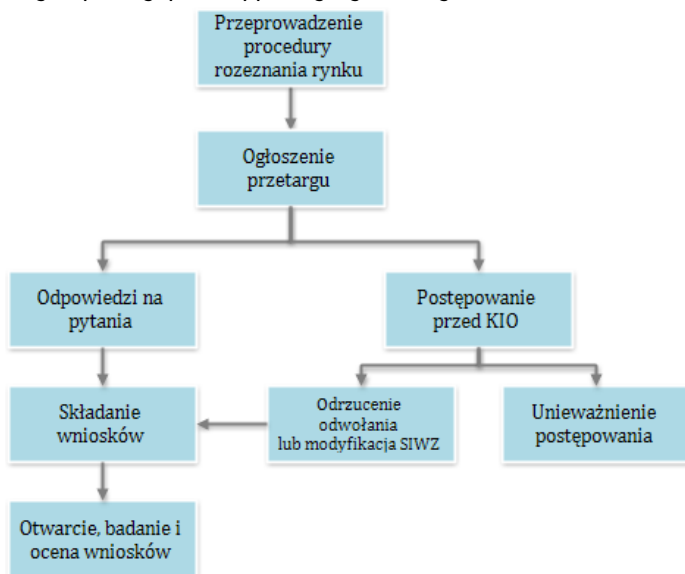 Przeprowadzenie
procedury
rozeznania rynku
Ogłoszenie
przetargu
Odpowiedzi na
pytania
Postępowanie
przed KIO
Składanie
wniosków
Odrzucenie
odwołania
lub modyfikacja SIWZ
Unieważnienie
postępowania
Otwarcie, badanie i
ocena wniosków